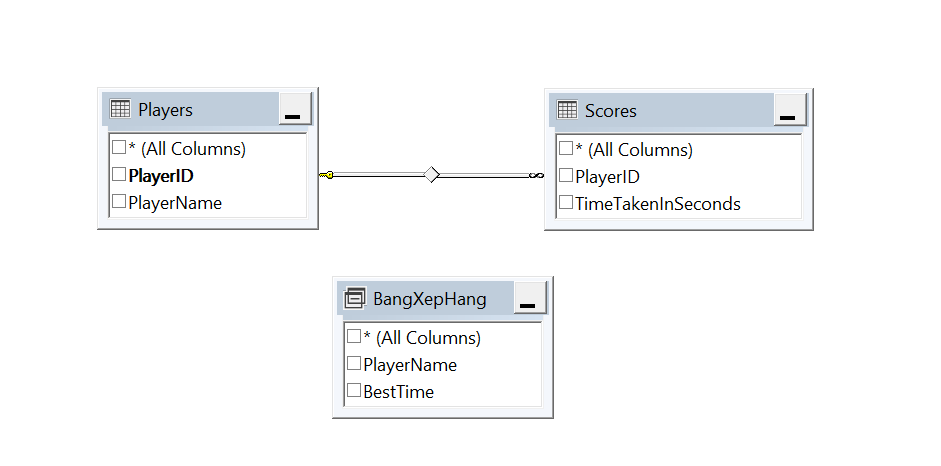 Players
* (All Columns)
PlayerID
PlayerName
Scores
* (All Columns)
PlayerID
TimeTakenInSeconds
BangXepHang
* (All Columns)
PlayerName
BestTime